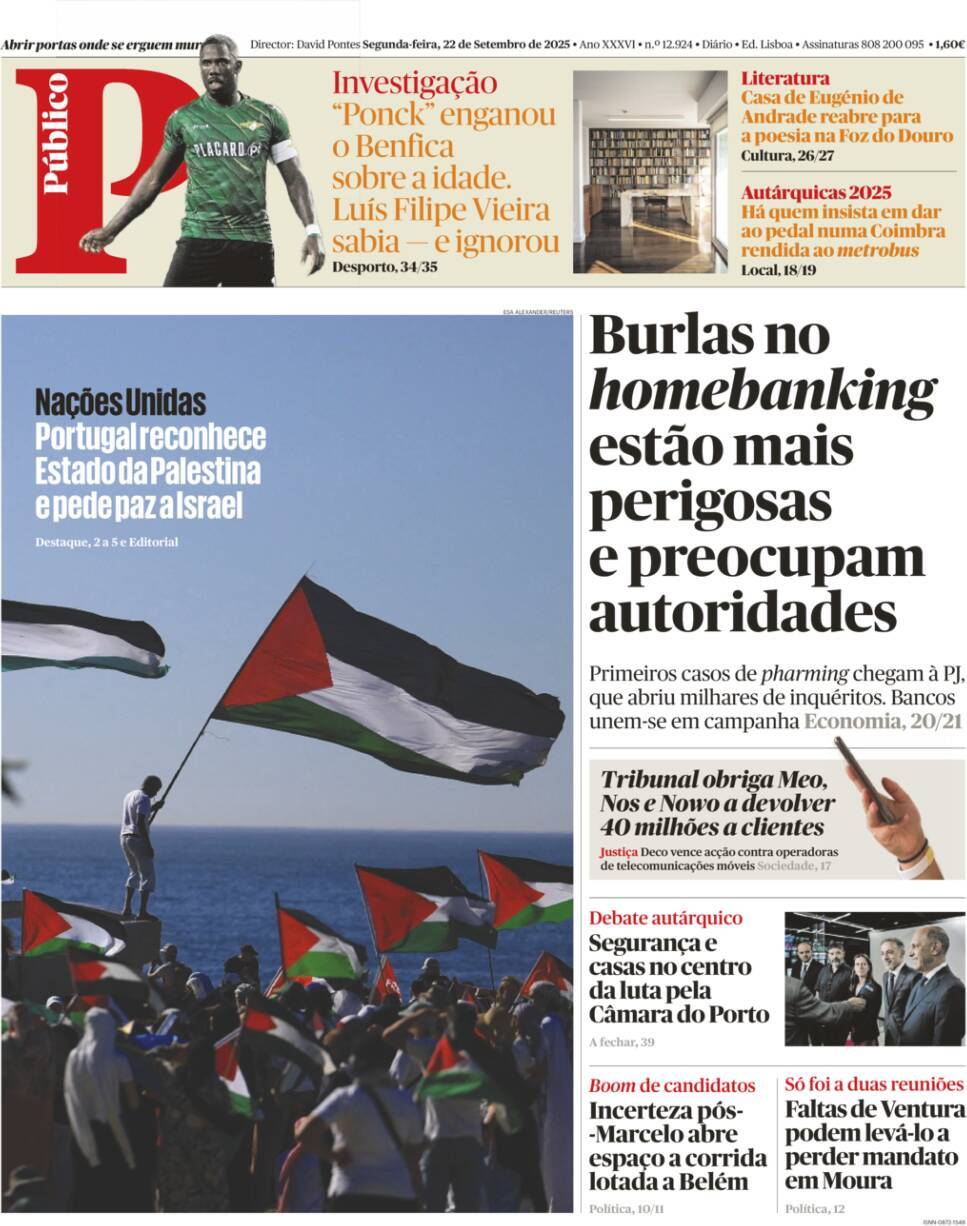 Abrir portas onde se erguem mur
Director: David Pontes Segunda-feira, 22 de Setembro de 2025 • Ano XXXVI • n.º 12.924 • Diário • Ed. Lisboa • Assinaturas 808 200 095 • 1,60€
P
Público
PLACARD.Pt
Investigação
“Ponck” enganou
o Benfica
sobre a idade.
Luís Filipe Vieira
sabia — e ignorou
Desporto, 34/35
Literatura
Casa de Eugénio de
Andrade reabre para
a poesia na Foz do Douro
Cultura, 26/27
Autárquicas 2025
Há quem insista em dar
ao pedal numa Coimbra
rendida ao metrobus
Local, 18/19
ESA ALEXANDER/REUTERS
Nações Unidas
Portugal reconhece
Estado da Palestina
e pede paz a Israel
Destaque, 2 a 5 e Editorial
Burlas no
homebanking
estão mais
perigosas
e preocupam
autoridades
Primeiros casos de pharming chegam à PJ,
que abriu milhares de inquéritos. Bancos
unem-se em campanha Economia, 20/21
Tribunal obriga Meo,
Nos e Nowo a devolver
40 milhões a clientes
Justiça Deco vence acção contra operadoras
de telecomunicações móveis Sociedade, 17
Debate autárquico
Segurança e
casas no centro
da luta pela
Câmara do Porto
A fechar, 39
Boom de candidatos
Incerteza pós-
-Marcelo abre
espaço a corrida
lotada a Belém
Política, 10/11
Só foi a duas reuniões
Faltas de Ventura
podem levá-lo a
perder mandato
em Moura
Política, 12
ISNN-0872-1548